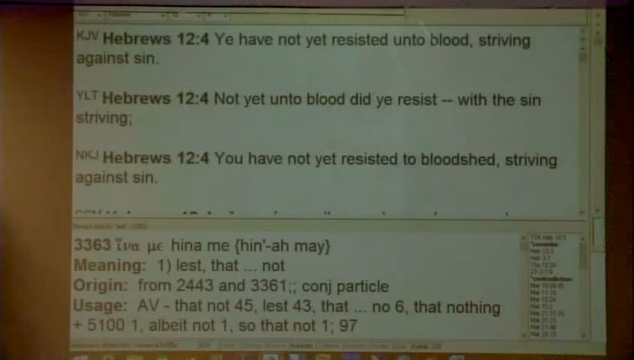 KJV Hebrews 12:4 Ye have not yet resisted unto blood, striving
against sin.
YLT Hebrews 12:4 Not yet unto blood did ye resist -- with the sin
striving;
NKJ Hebrews 12:4 You have not yet resisted to bloodshed, striving
against sin.
3363 ἵνα με hina me {hin'-ah may}
Meaning: 1) lest, that ... not
Origin: from 2443 and 3361;; conj particle
Usage: AV - that not 45, lest 43, that ... no 6, that nothing
+ 5100 1, albeit not 1, so that not 1; 97